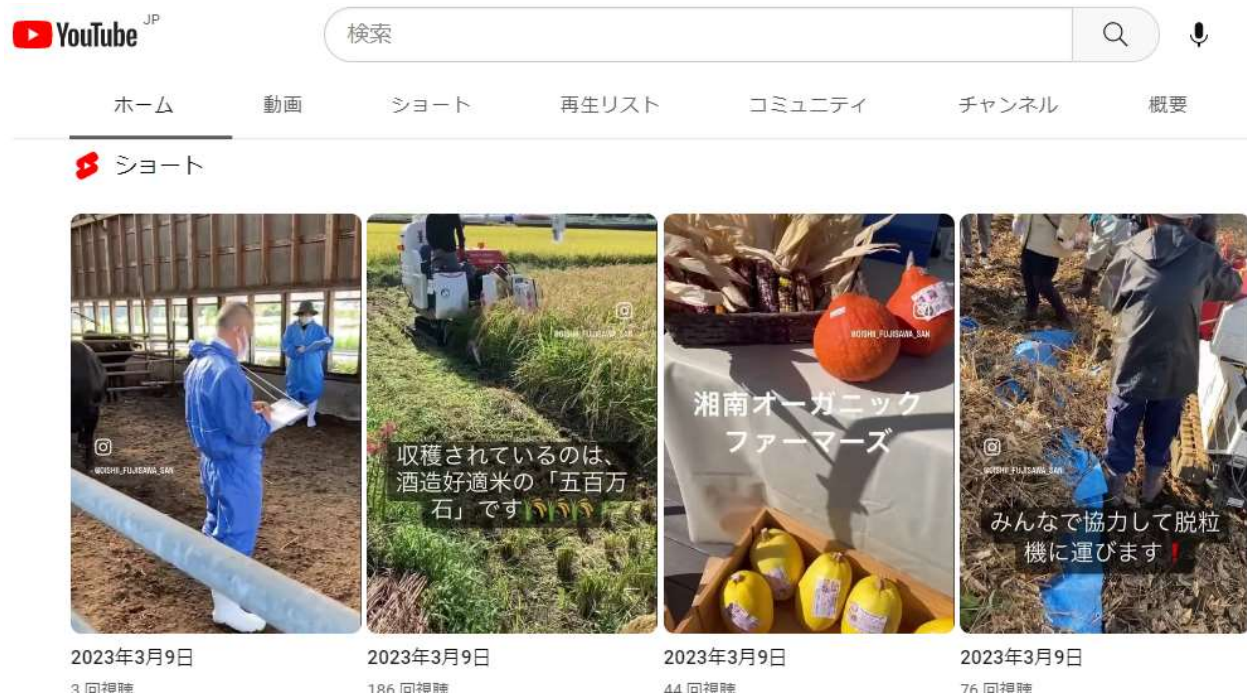 YouTube JP
検索
ホーム 動画 ショート 再生リスト コミュニティ チャンネル 概要
ショート
@OISHII_FUJISAWA_SAN
収穫されているのは、
酒造好適米の「五百万
石」です🌾🌾🌾
@OISHII_FUJISAWA_SAN
湘南オーガニック
ファーマーズ
@OISHII_FUJISAWA_SAN
@OISHII_FUJISAWA_SAN
みんなで協力して脱粒
機に運びます❗
2023年3月9日 2023年3月9日 2023年3月9日 2023年3月9日
3 回視聴 186 回視聴 44 回視聴 76 回視聴